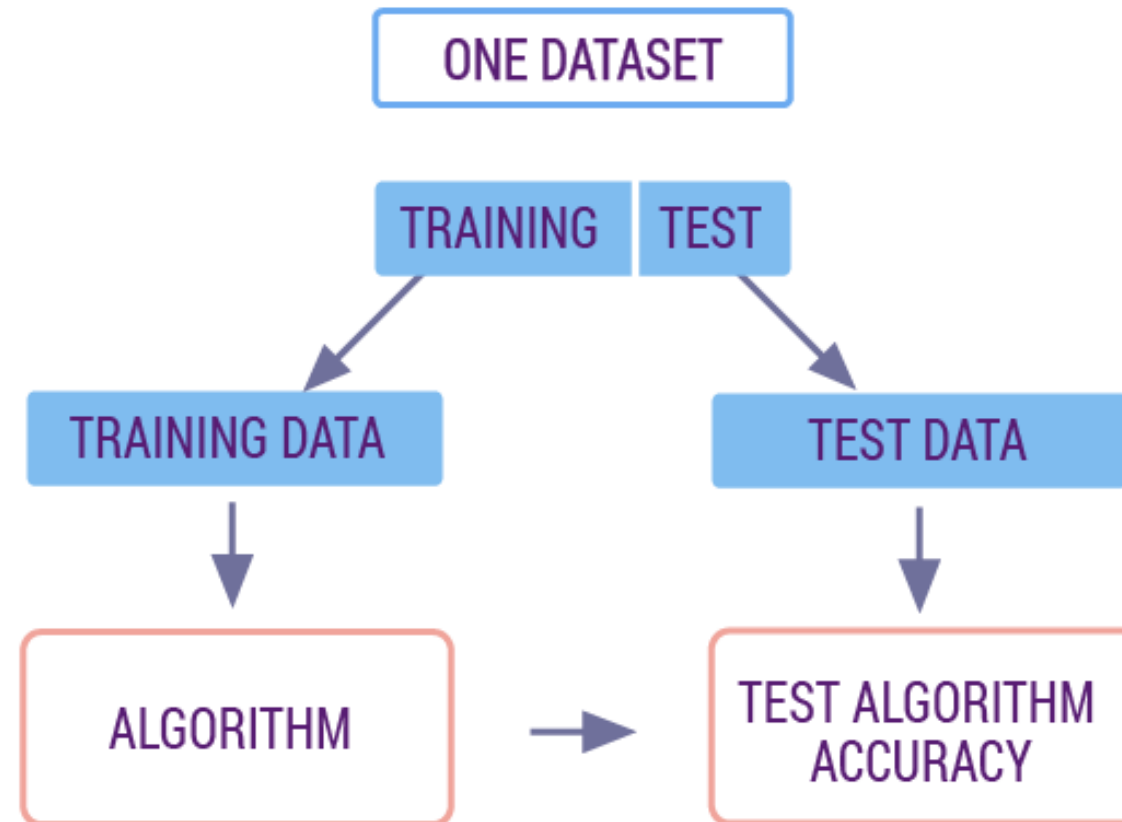 ONE DATASET
TRAINING TEST
TRAINING DATA
TEST DATA
ALGORITHM
TEST ALGORITHM
ACCURACY